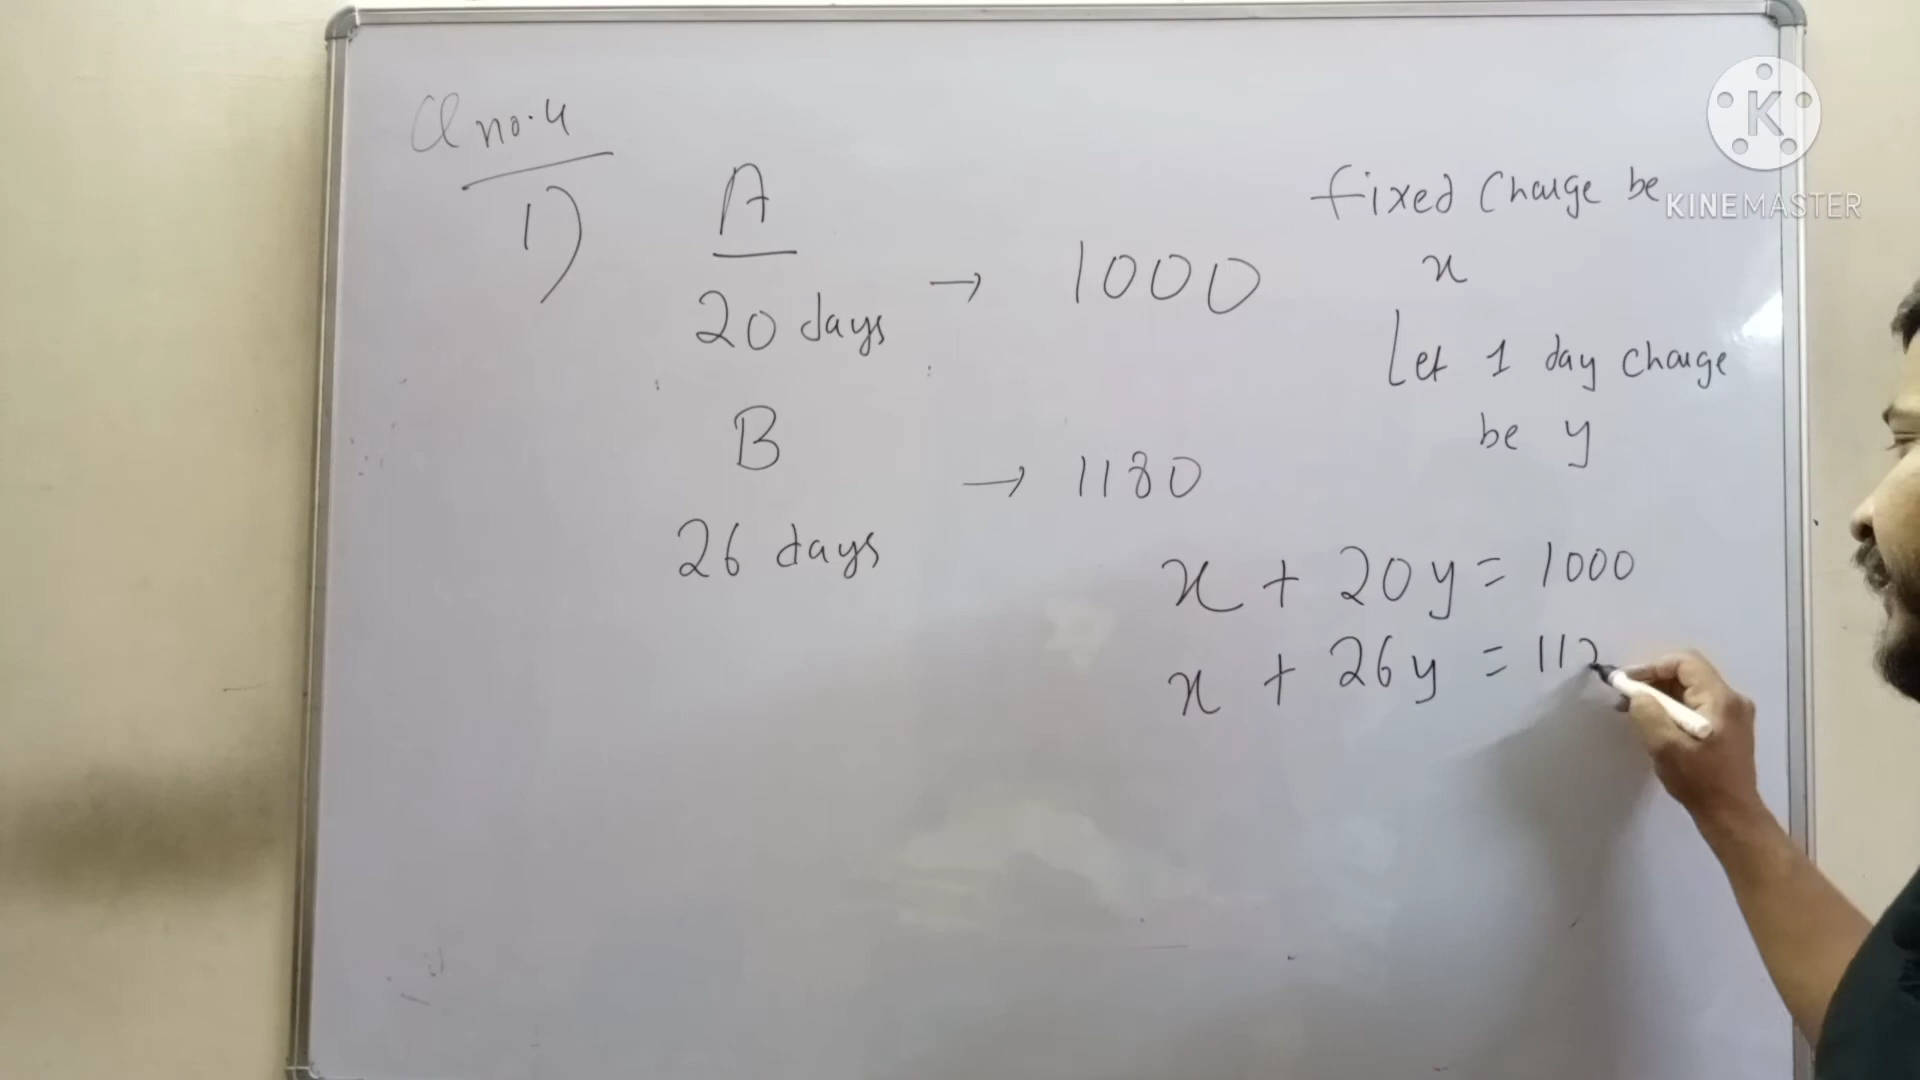 Q no.4
1) A
20 days → 1000
B
26 days → 1180
fixed charge be
x
Let 1 day charge
be y
x + 20y = 1000
x + 26y = 11
K
KINEMASTER